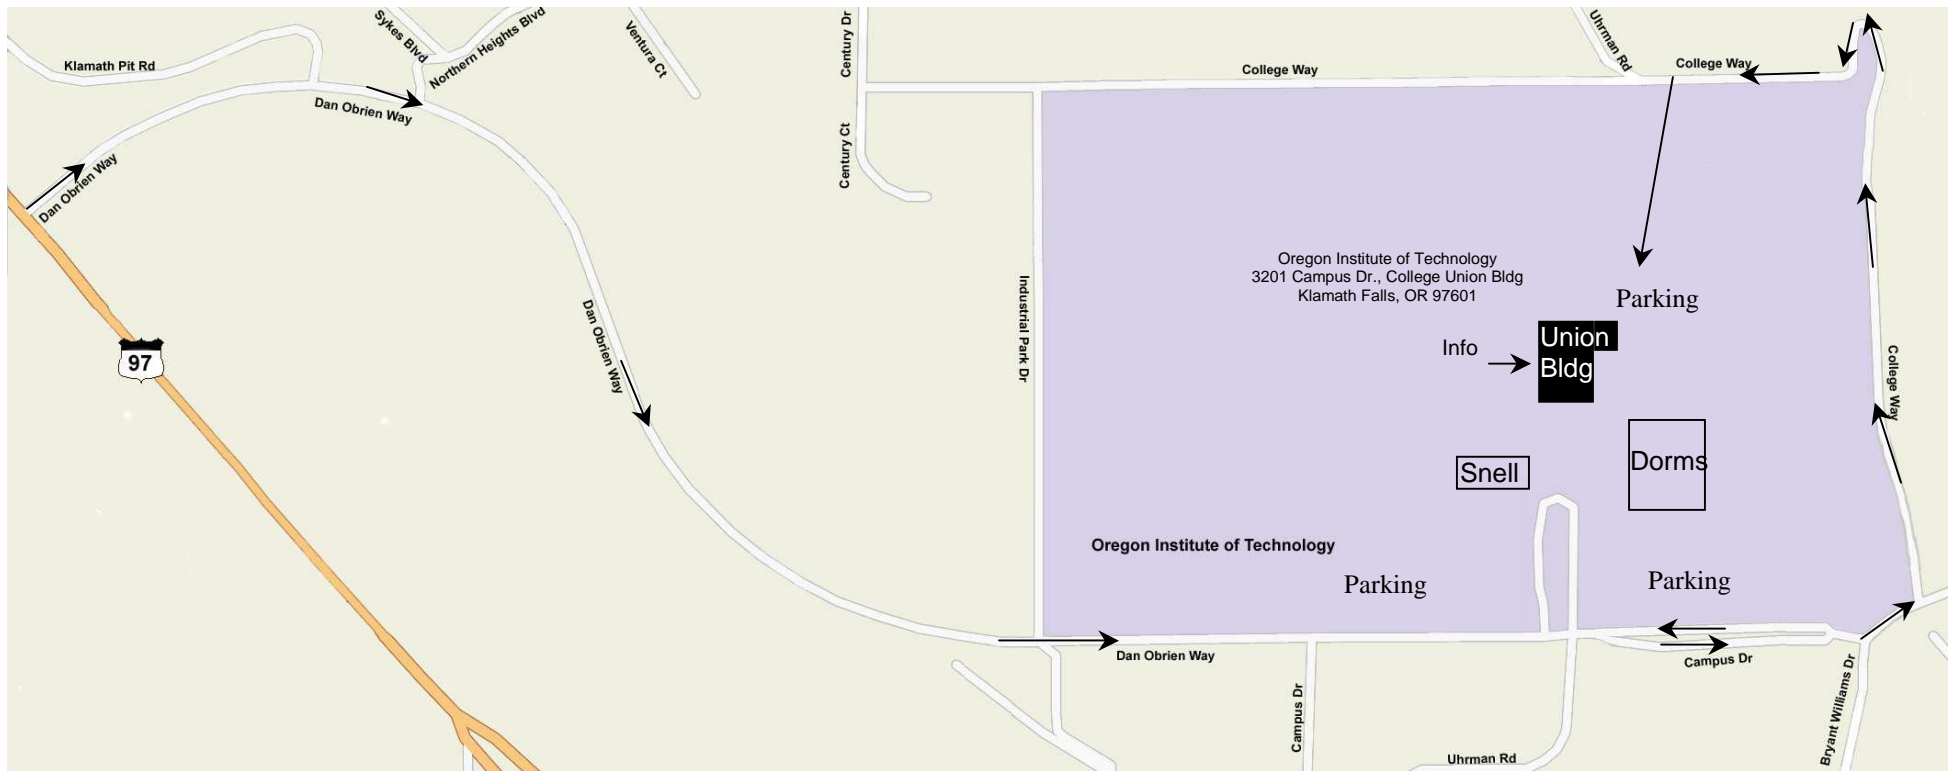 Klamath Pit Rd
Sykes Blvd
Northern Heights Blvd
Ventura Ct
Century Dr
Uhrman Rd
College Way
College Way
Dan Obrien Way
Dan Obrien Way
Century Ct
97
Dan Obrien Way
Industrial Park Dr
Oregon Institute of Technology
3201 Campus Dr., College Union Bldg
Klamath Falls, OR 97601
Parking
Info
Union
Bldg
College Way
Snell
Dorms
Oregon Institute of Technology
Parking
Parking
Dan Obrien Way
Campus Dr
Campus Dr
Bryant Williams Dr
Uhrman Rd